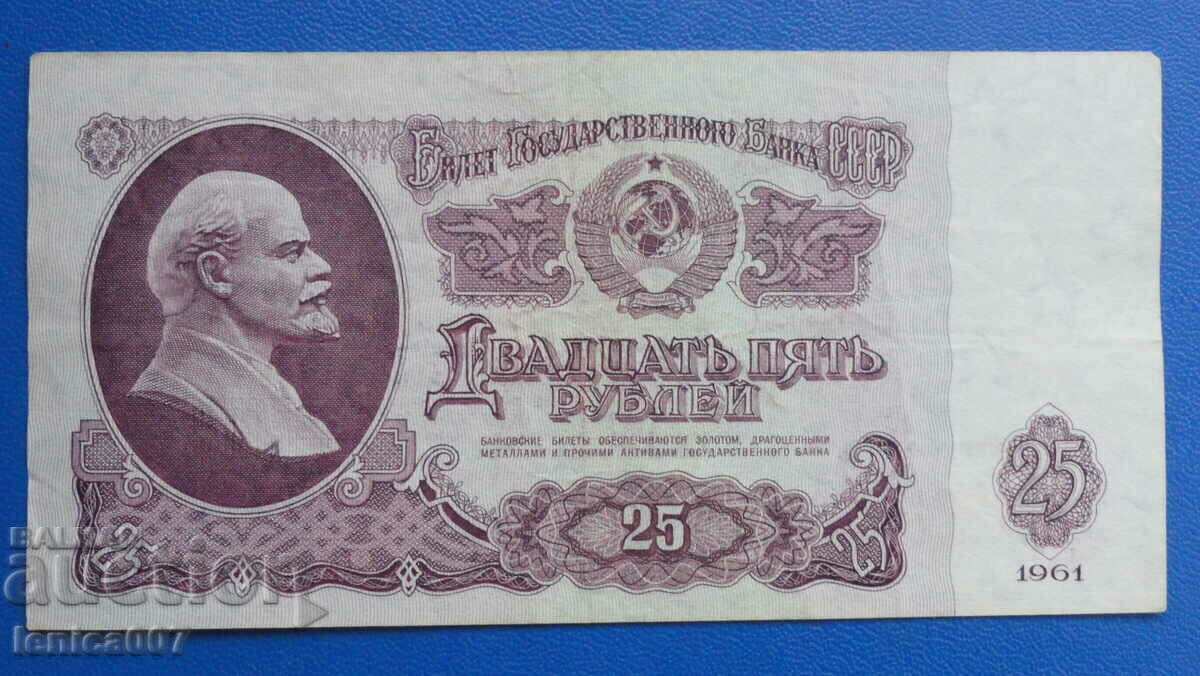 Билет Государственного Банка СССР
Двадцать пять
рублей
БАНКОВСКИЕ БИЛЕТЫ ОБЕСПЕЧИВАЮТСЯ ЗОЛОТОМ, ДРАГОЦЕННЫМИ
МЕТАЛЛАМИ И ПРОЧИМИ АКТИВАМИ ГОСУДАРСТВЕННОГО БАНКА
25
25
25
25
1961
BALKAN
auction
lenica007